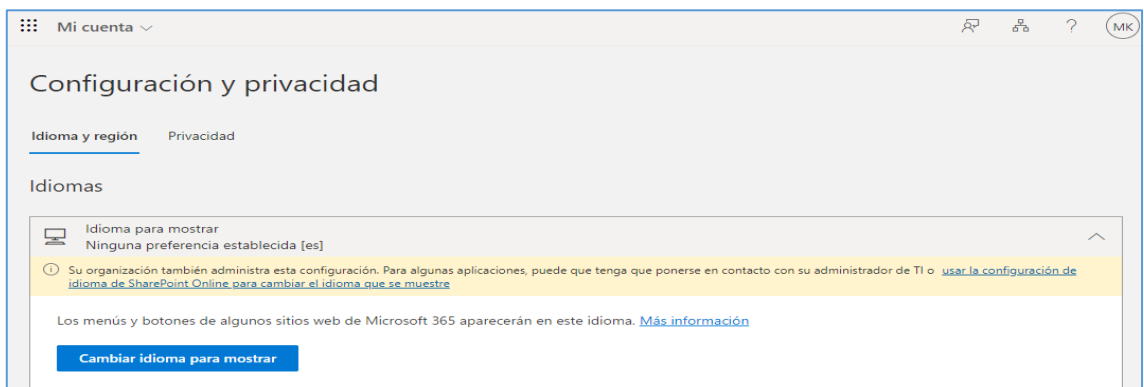 Mi cuenta
? MK
Configuración y privacidad
Idioma y región Privacidad
Idiomas
Idioma para mostrar
Ninguna preferencia establecida [es]
Su organización también administra esta configuración. Para algunas aplicaciones, puede que tenga que ponerse en contacto con su administrador de TI o usar la configuración de
idioma de SharePoint Online para cambiar el idioma que se muestre
Los menús y botones de algunos sitios web de Microsoft 365 aparecerán en este idioma. Más información
Cambiar idioma para mostrar